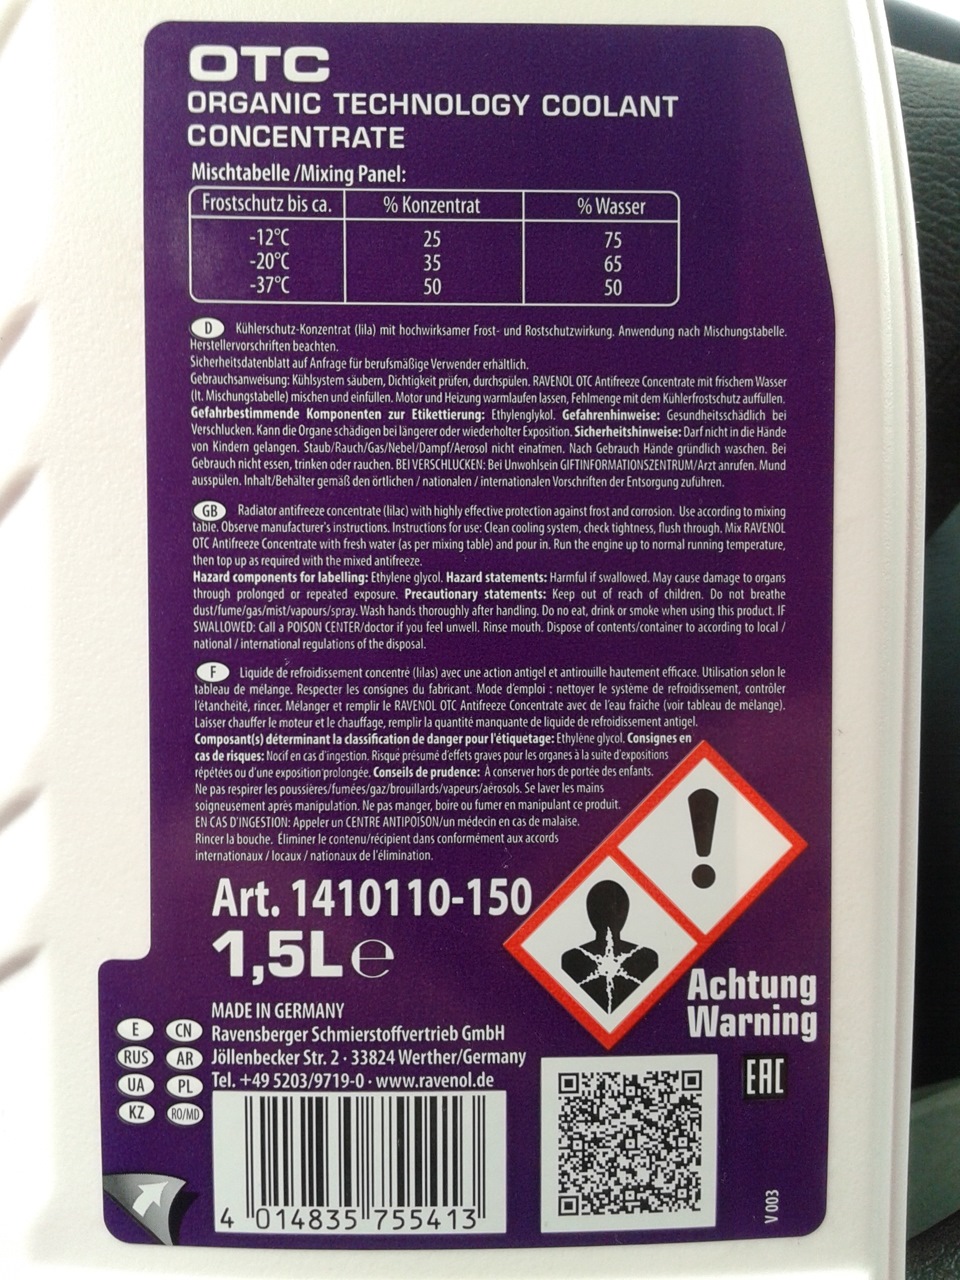 OTC
ORGANIC TECHNOLOGY COOLANT
CONCENTRATE
Mischtabelle /Mixing Panel:
Frostschutz bis ca. % Konzentrat % Wasser
-12°C 25 75
-20°C 35 65
-37°C 50 50
D Kühlerschutz-Konzentrat (lila) mit hochwirksamer Frost- und Rostschutzwirkung. Anwendung nach Mischungstabelle.
Herstellervorschriften beachten.
Sicherheitsdatenblatt auf Anfrage für berufsmäßige Verwender erhältlich.
Gebrauchsanweisung: Kühlsystem säubern, Dichtigkeit prüfen, durchspülen. RAVENOL OTC Antifreeze Concentrate mit frischem Wasser
(lt. Mischungstabelle) mischen und einfüllen. Motor und Heizung warmlaufen lassen, Fehlmenge mit dem Kühlerfrostschutz auffüllen.
Gefahrbestimmende Komponenten zur Etikettierung: Ethylenglykol. Gefahrenhinweise: Gesundheitsschädlich bei
Verschlucken. Kann die Organe schädigen bei längerer oder wiederholter Exposition. Sicherheitshinweise: Darf nicht in die Hände
von Kindern gelangen. Staub/Rauch/Gas/Nebel/Dampf/Aerosol nicht einatmen. Nach Gebrauch Hände gründlich waschen. Bei
Gebrauch nicht essen, trinken oder rauchen. BEI VERSCHLUCKEN: Bei Unwohlsein GIFTINFORMATIONSZENTRUM/Arzt anrufen. Mund
ausspülen. Inhalt/Behälter gemäß den örtlichen / nationalen / internationalen Vorschriften der Entsorgung zuführen.
GB Radiator antifreeze concentrate (lilac) with highly effective protection against frost and corrosion. Use according to mixing
table. Observe manufacturer's instructions. Instructions for use: Clean cooling system, check tightness, flush through. Mix RAVENOL
OTC Antifreeze Concentrate with fresh water (as per mixing table) and pour in. Run the engine up to normal running temperature,
then top up as required with the mixed antifreeze.
Hazard components for labelling: Ethylene glycol. Hazard statements: Harmful if swallowed. May cause damage to organs
through prolonged or repeated exposure. Precautionary statements: Keep out of reach of children. Do not breathe
dust/fume/gas/mist/vapours/spray. Wash hands thoroughly after handling. Do no eat, drink or smoke when using this product. IF
SWALLOWED: Call a POISON CENTER/doctor if you feel unwell. Rinse mouth. Dispose of contents/container to according to local /
national / international regulations of the disposal.
F Liquide de refroidissement concentré (lilas) avec une action antigel et antirouille hautement efficace. Utilisation selon le
tableau de mélange. Respecter les consignes du fabricant. Mode d'emploi : nettoyer le système de refroidissement, contrôler
l'étanchéité, rincer. Mélanger et remplir le RAVENOL OTC Antifreeze Concentrate avec de l'eau fraîche (voir tableau de mélange).
Laisser chauffer le moteur et le chauffage, remplir la quantité manquante de liquide de refroidissement antigel.
Composant(s) déterminant la classification de danger pour l'étiquetage: Ethylène glycol. Consignes en
cas de risques: Nocif en cas d'ingestion. Risque présumé d'effets graves pour les organes à la suite d'expositions
répétées ou d'une exposition prolongée. Conseils de prudence: À conserver hors de portée des enfants.
Ne pas respirer les poussières/fumées/gaz/brouillards/vapeurs/aérosols. Se laver les mains
soigneusement après manipulation. Ne pas manger, boire ou fumer en manipulant ce produit.
EN CAS D'INGESTION: Appeler un CENTRE ANTIPOISON/un médecin en cas de malaise.
Rincer la bouche. Éliminer le contenu/récipient dans conformément aux accords
internationaux / locaux / nationaux de l'élimination.
Art. 1410110-150
1,5L e
Achtung
Warning
MADE IN GERMANY
Ravensberger Schmierstoffvertrieb GmbH
Jöllenbecker Str. 2 · 33824 Werther/Germany
Tel. +49 5203/9719-0 · www.ravenol.de
E CN
RUS AR
UA PL
KZ RO/MD
EAC
4 014835 755413
V 003